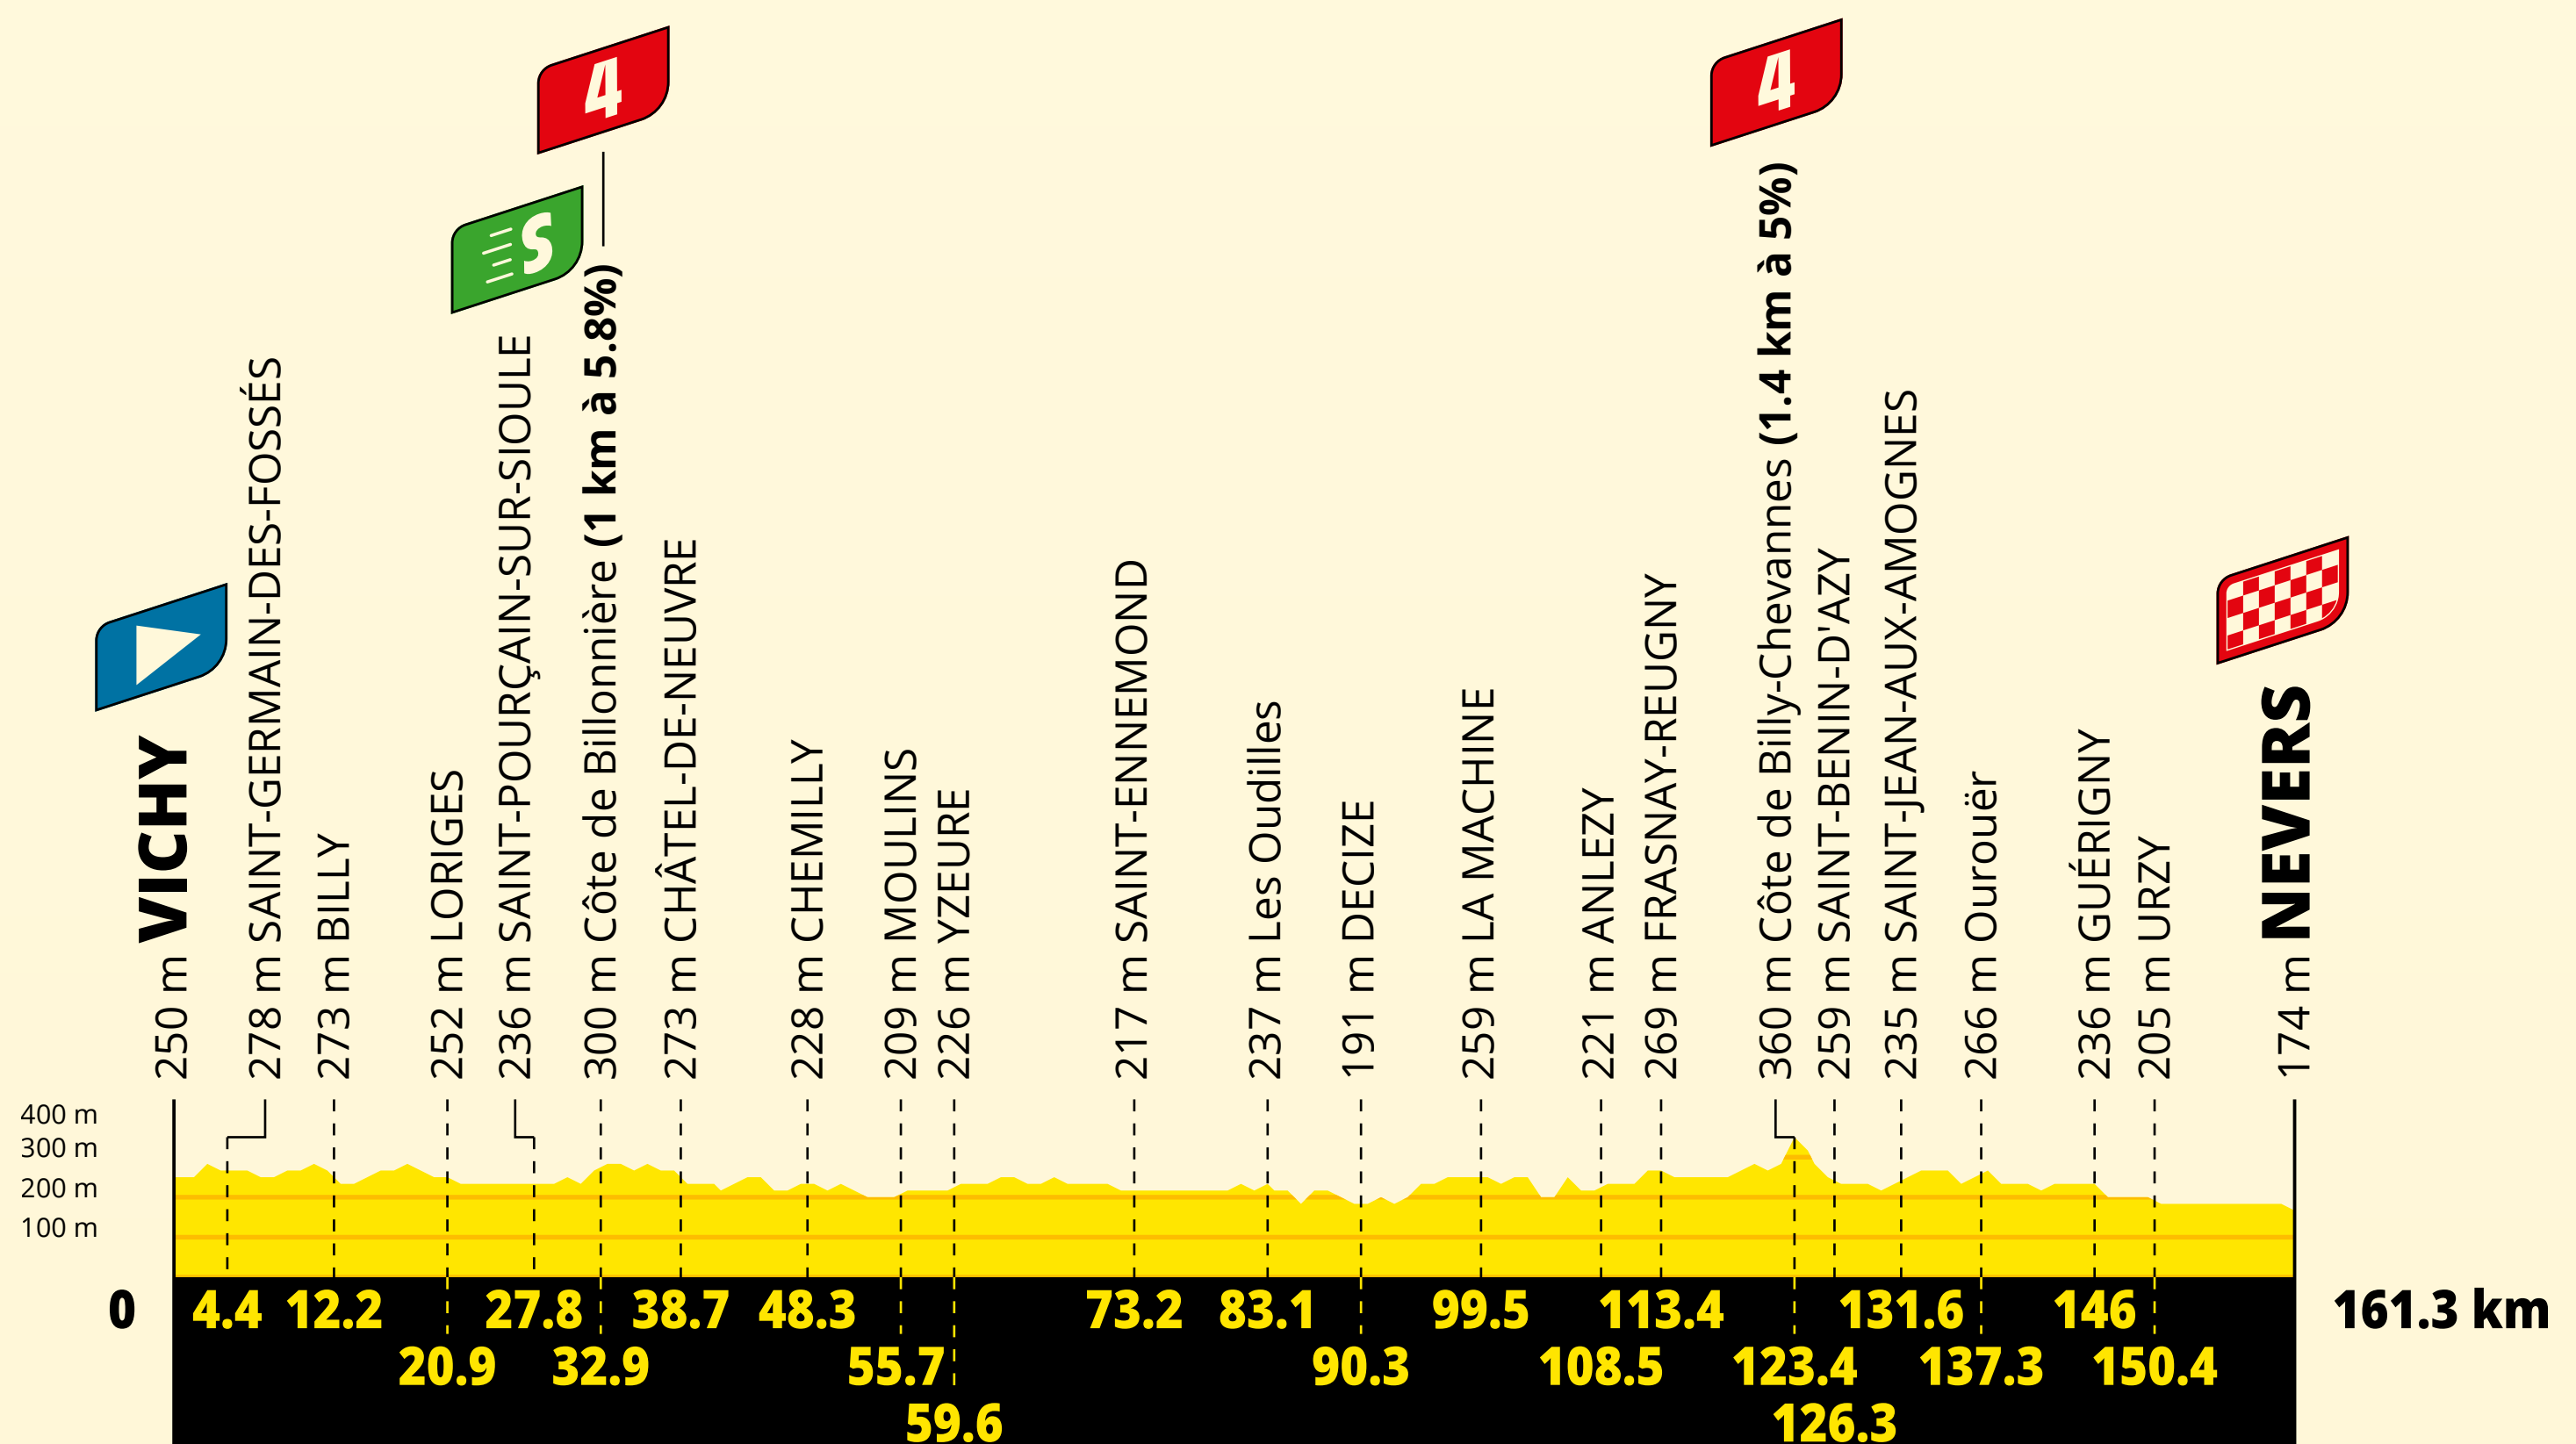 4
4
S
250 m VICHY
278 m SAINT-GERMAIN-DES-FOSSÉS
273 m BILLY
252 m LORIGES
236 m SAINT-POURÇAIN-SUR-SIOULE
300 m Côte de Billonnière (1 km à 5.8%)
273 m CHÂTEL-DE-NEUVRE
228 m CHEMILLY
209 m MOULINS
226 m YZEURE
217 m SAINT-ENNEMOND
237 m Les Oudilles
191 m DECIZE
259 m LA MACHINE
221 m ANLEZY
269 m FRASNAY-REUGNY
360 m Côte de Billy-Chevannes (1.4 km à 5%)
259 m SAINT-BENIN-D'AZY
235 m SAINT-JEAN-AUX-AMOGNES
266 m Ourouër
236 m GUÉRIGNY
205 m URZY
174 m NEVERS
400 m
300 m
200 m
100 m
0 4.4 12.2 27.8 38.7 48.3 73.2 83.1 99.5 113.4 131.6 146 161.3 km
20.9 32.9 55.7 90.3 108.5 123.4 137.3 150.4
59.6 126.3